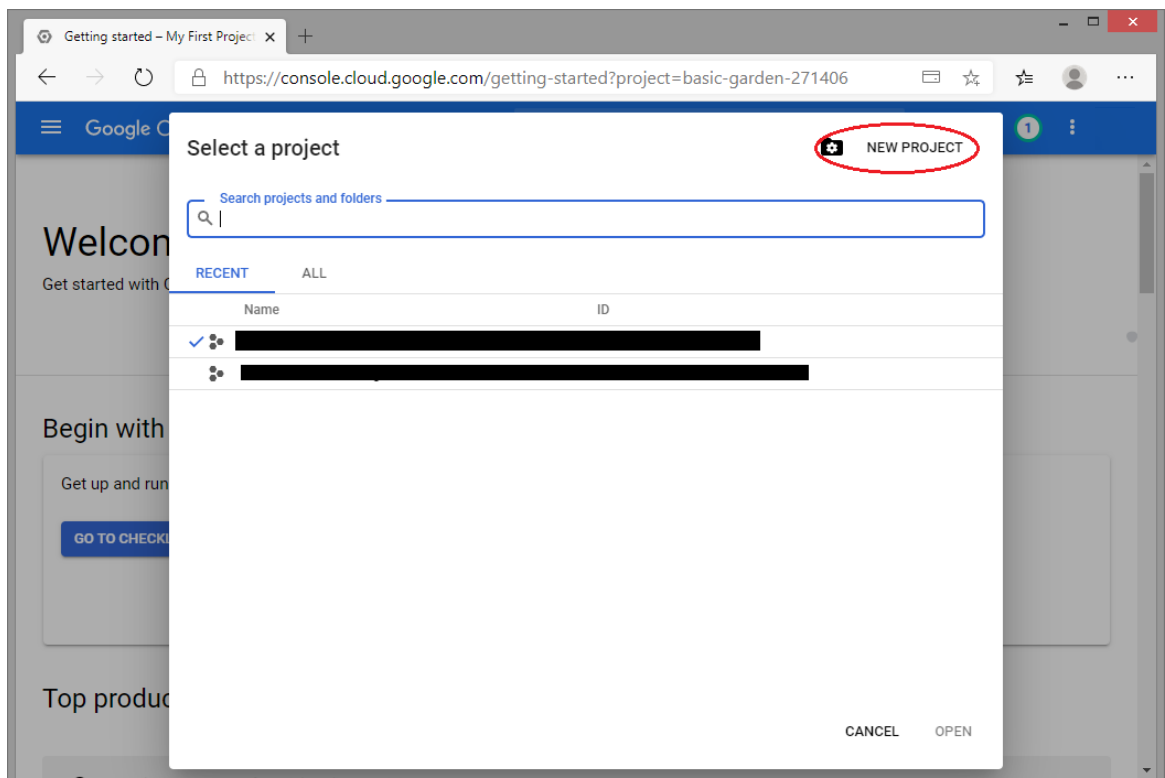 Getting started – My First Projec
https://console.cloud.google.com/getting-started?project=basic-garden-271406
Google C
1
Select a project
NEW PROJECT
Search projects and folders
Welcon
Get started with C
RECENT ALL
Name ID
Begin with
Get up and run
GO TO CHECKL
Top produc
CANCEL OPEN